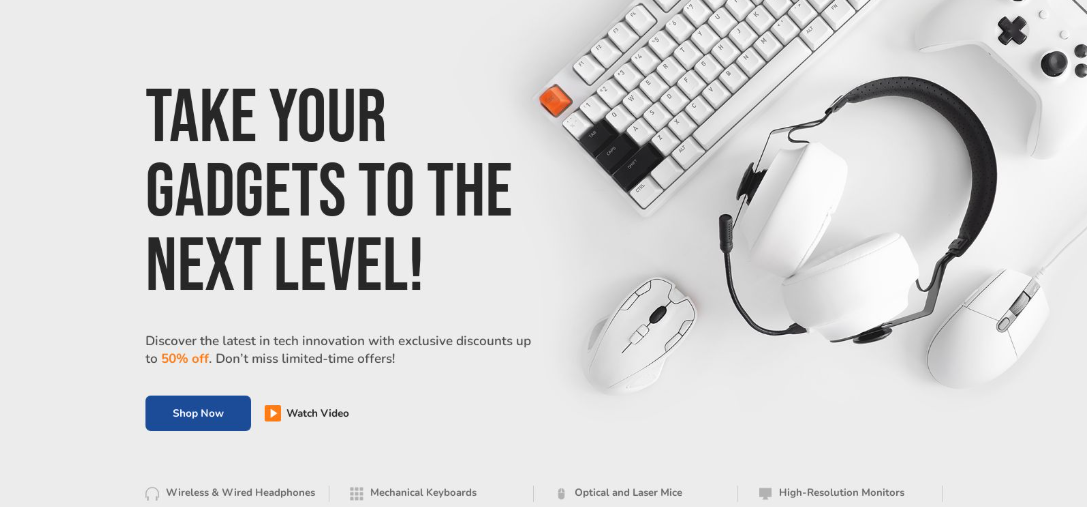 TAKE YOUR
GADGETS TO THE
NEXT LEVEL!
Discover the latest in tech innovation with exclusive discounts up
to 50% off. Don’t miss limited-time offers!
Shop Now
Watch Video
Wireless & Wired Headphones
Mechanical Keyboards
Optical and Laser Mice
High-Resolution Monitors